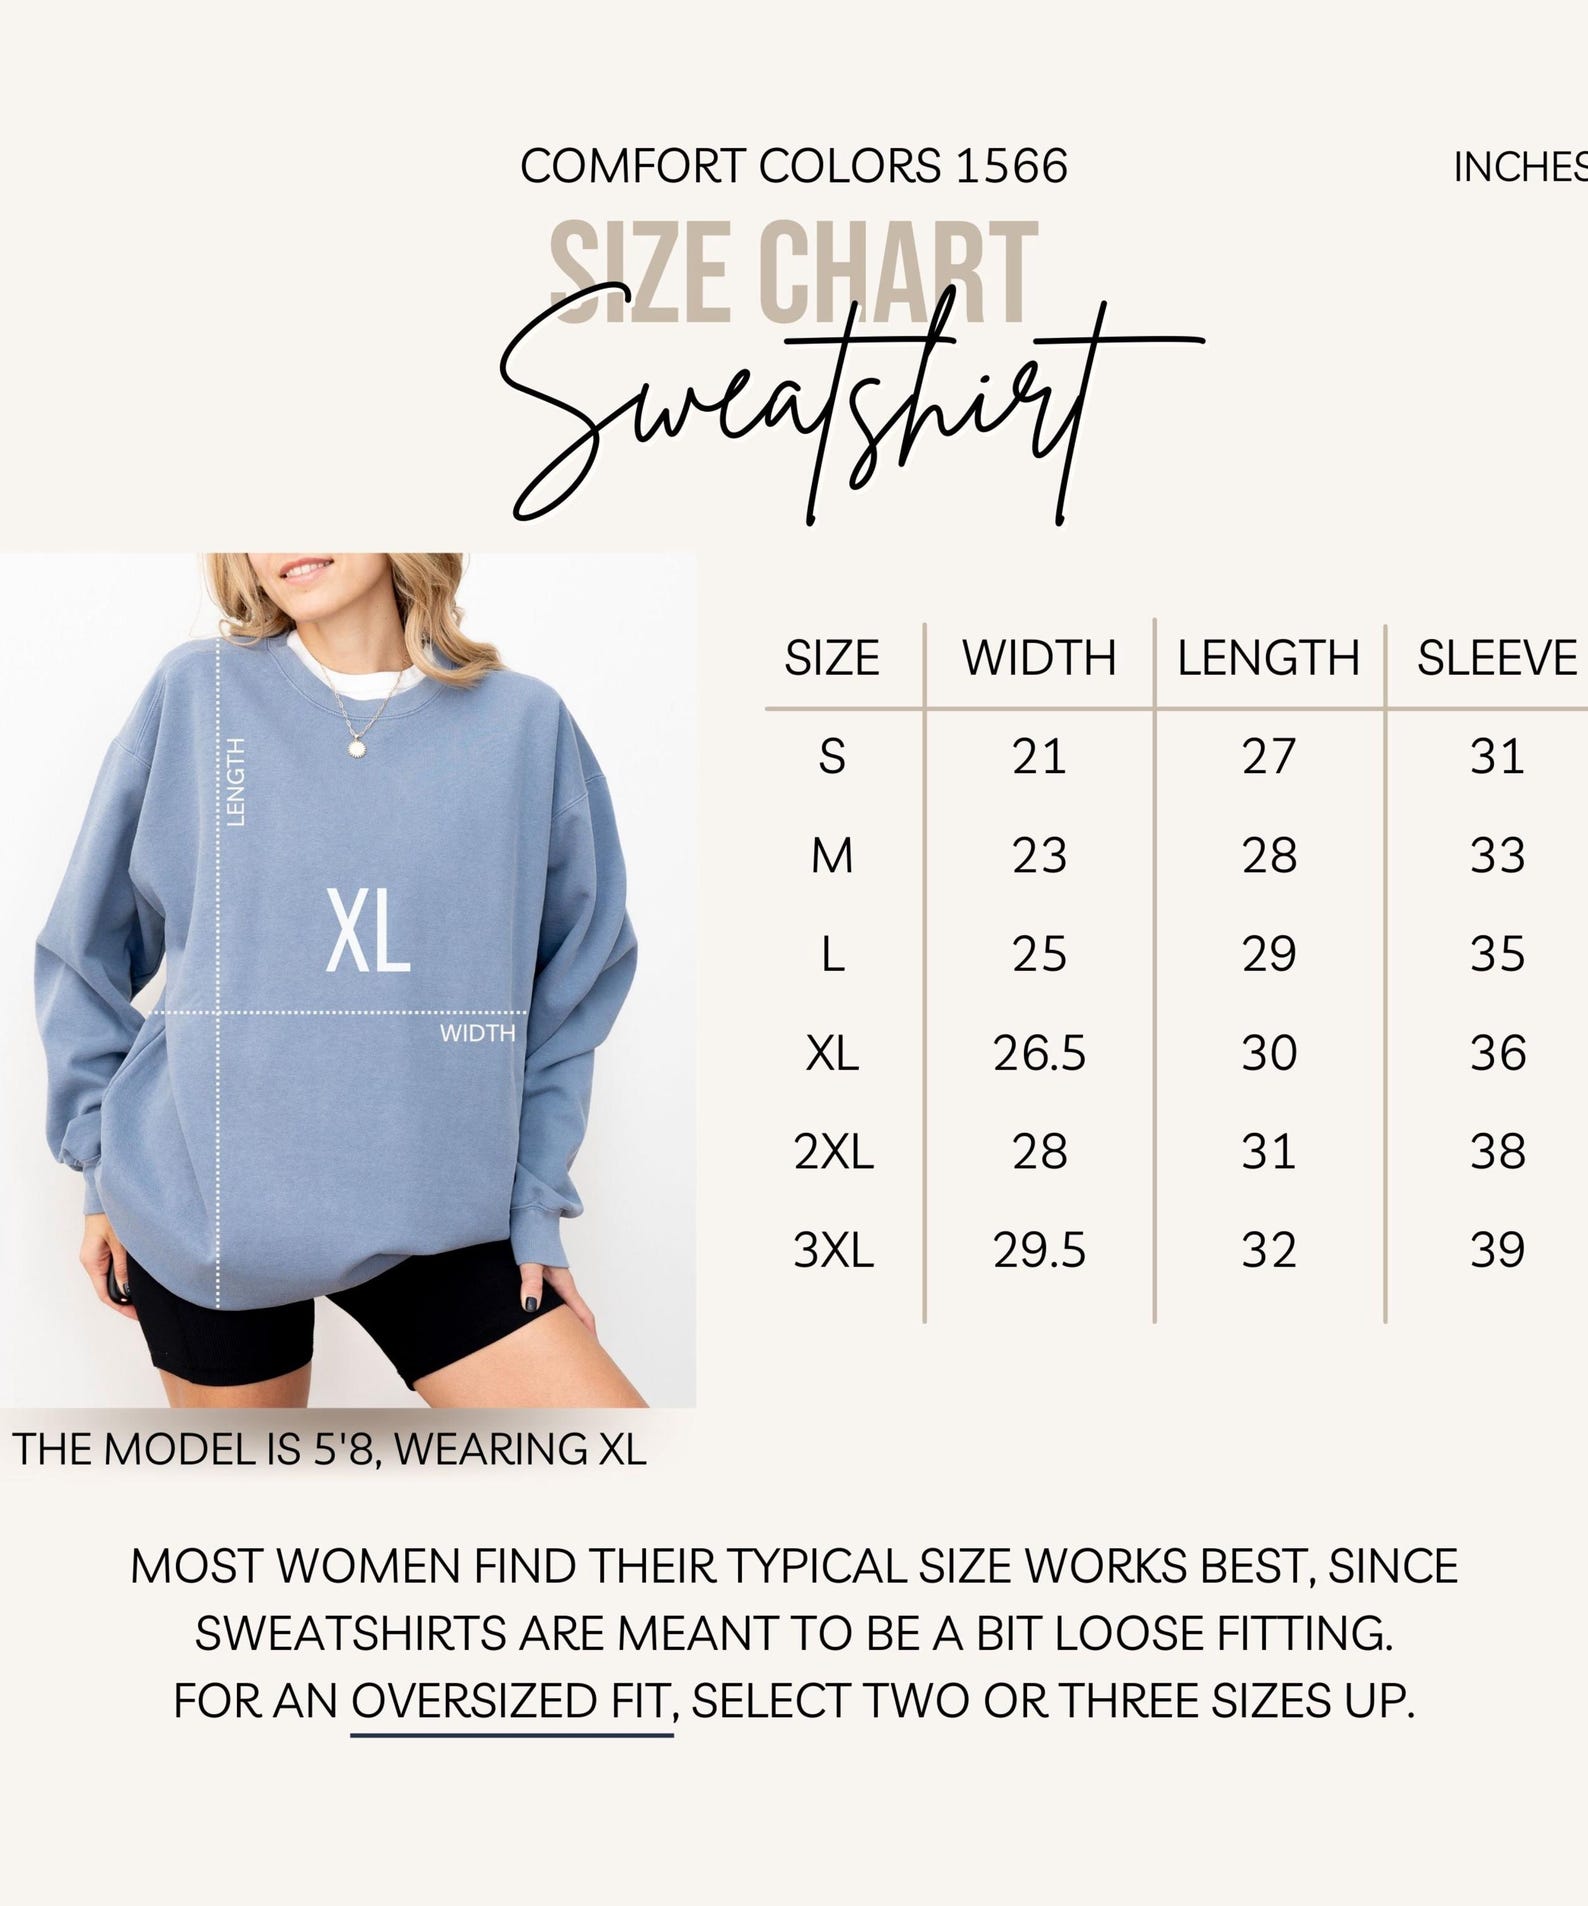 COMFORT COLORS 1566
INCHES
SIZE CHART
Sweatshirt
LENGTH
XL
WIDTH
SIZE WIDTH LENGTH SLEEVE
S 21 27 31
M 23 28 33
L 25 29 35
XL 26.5 30 36
2XL 28 31 38
3XL 29.5 32 39
THE MODEL IS 5'8, WEARING XL
MOST WOMEN FIND THEIR TYPICAL SIZE WORKS BEST, SINCE
SWEATSHIRTS ARE MEANT TO BE A BIT LOOSE FITTING.
FOR AN OVERSIZED FIT, SELECT TWO OR THREE SIZES UP.